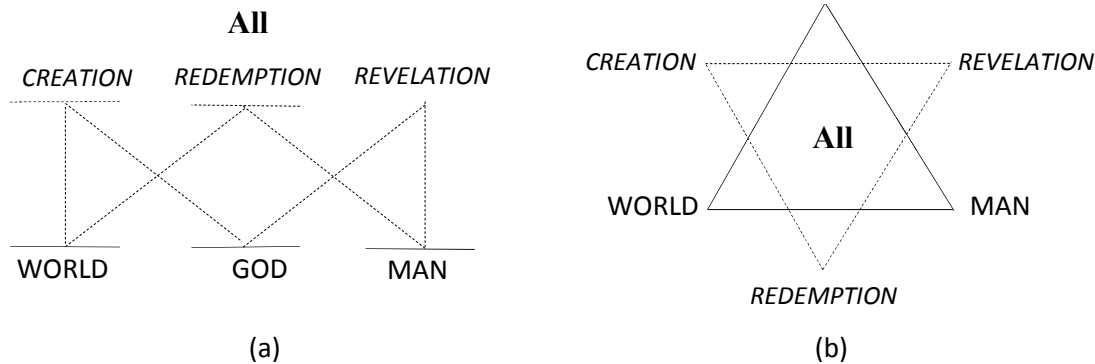 All
CREATION REDEMPTION REVELATION
WORLD GOD MAN
(a)
CREATION REVELATION
All
WORLD MAN
REDEMPTION
(b)